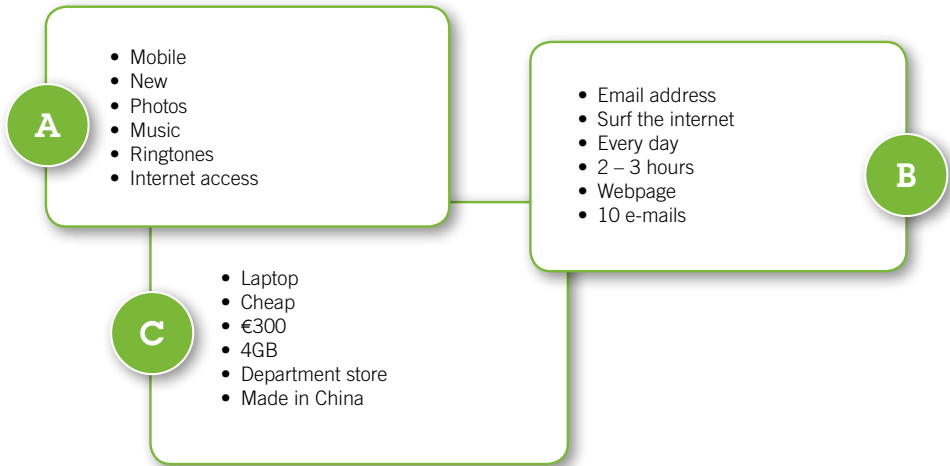 A
• Mobile
• New
• Photos
• Music
• Ringtones
• Internet access
B
• Email address
• Surf the internet
• Every day
• 2 – 3 hours
• Webpage
• 10 e-mails
C
• Laptop
• Cheap
• €300
• 4GB
• Department store
• Made in China